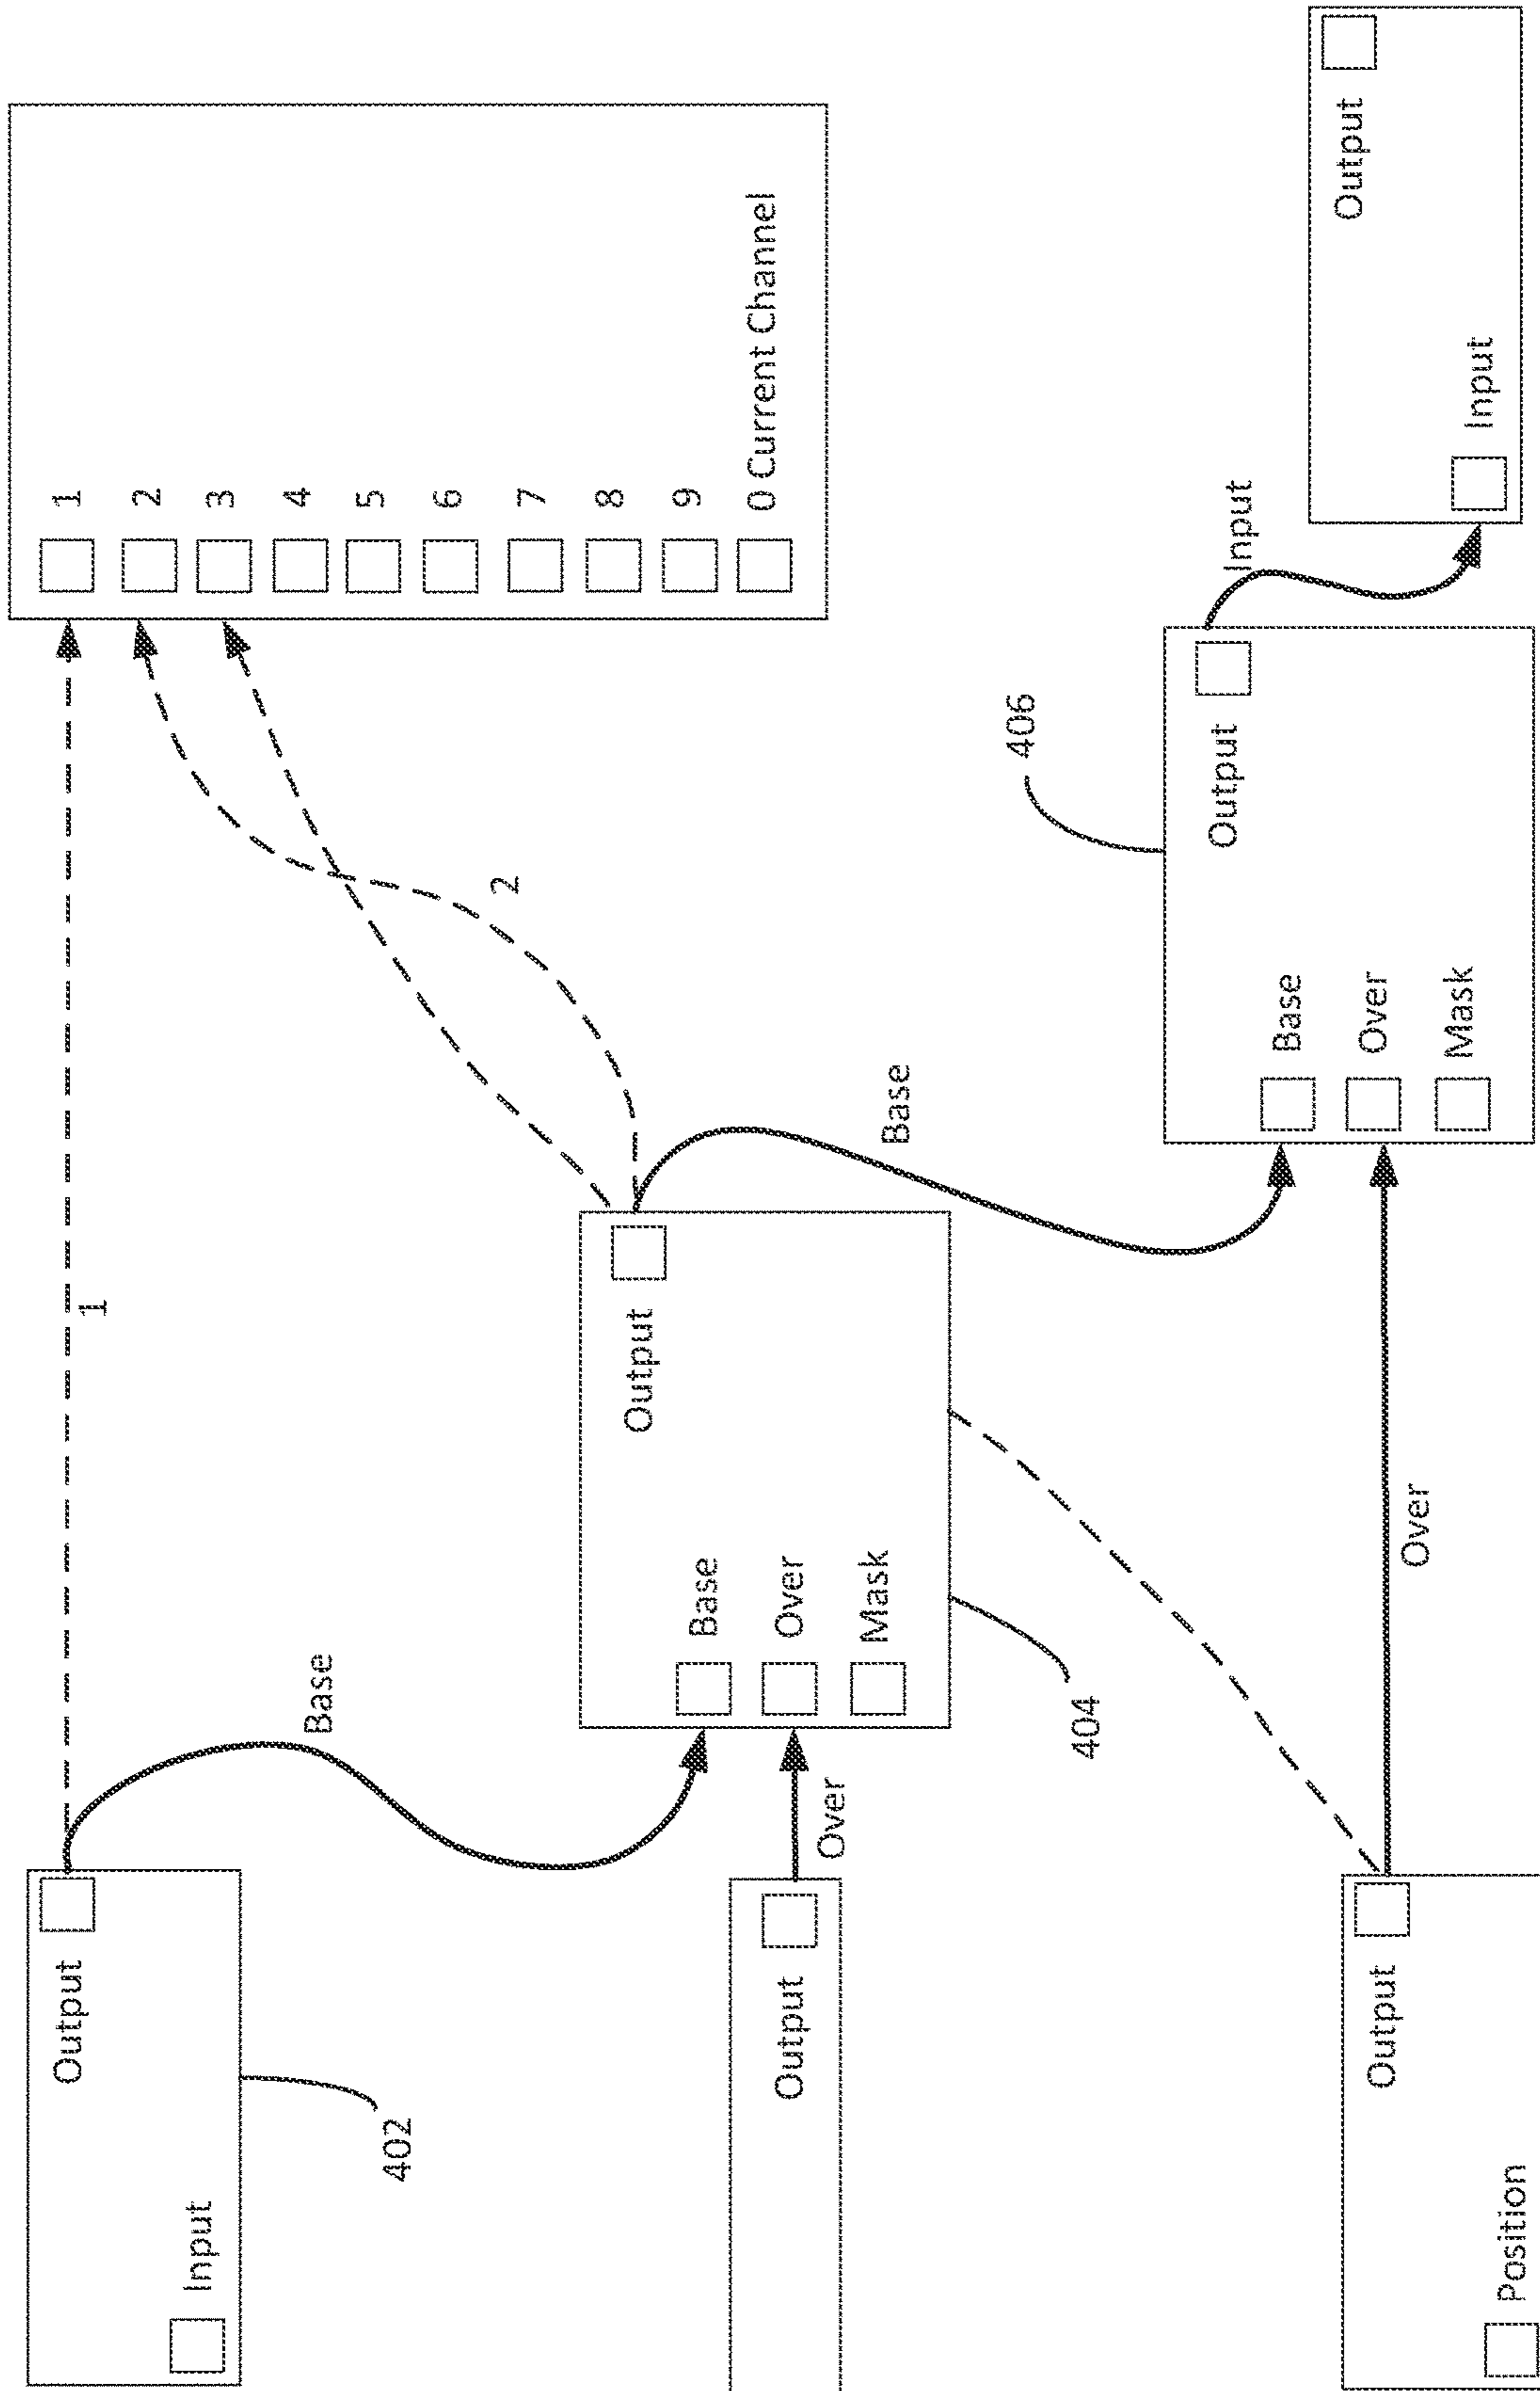 Output
Input
402
1
Base
1
2
3
4
5
6
7
8
9
0 Current Channel
2
Output
Over
Output
Base
Over
Mask
404
Base
Output
Position
Over
406
Output
Base
Over
Mask
Input
Output
Input